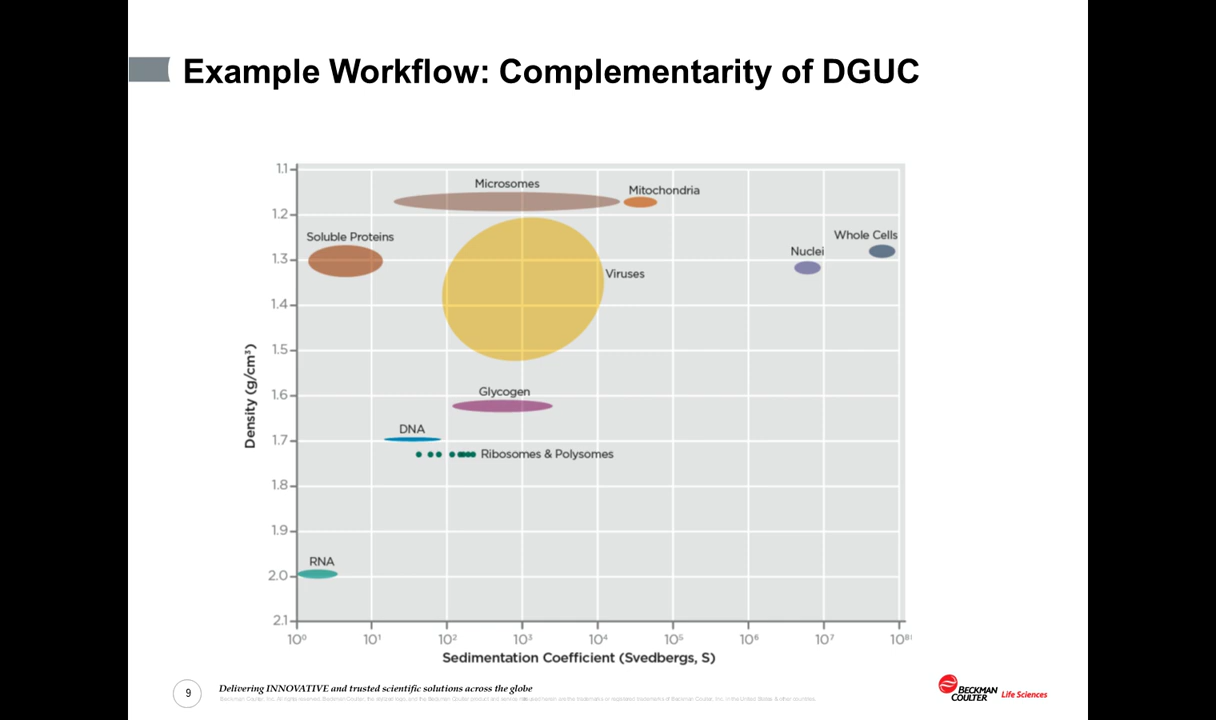 Example Workflow: Complementarity of DGUC
1.1
1.2
1.3
1.4
1.5
1.6
1.7
1.8
1.9
2.0
2.1
Density (g/cm³)
Microsomes
Mitochondria
Soluble Proteins
Whole Cells
Nuclei
Viruses
Glycogen
DNA
Ribosomes & Polysomes
RNA
10⁰ 10¹ 10² 10³ 10⁴ 10⁵ 10⁶ 10⁷ 10⁸
Sedimentation Coefficient (Svedbergs, S)
9
Delivering INNOVATIVE and trusted scientific solutions across the globe
BECKMAN
COULTER
Life Sciences